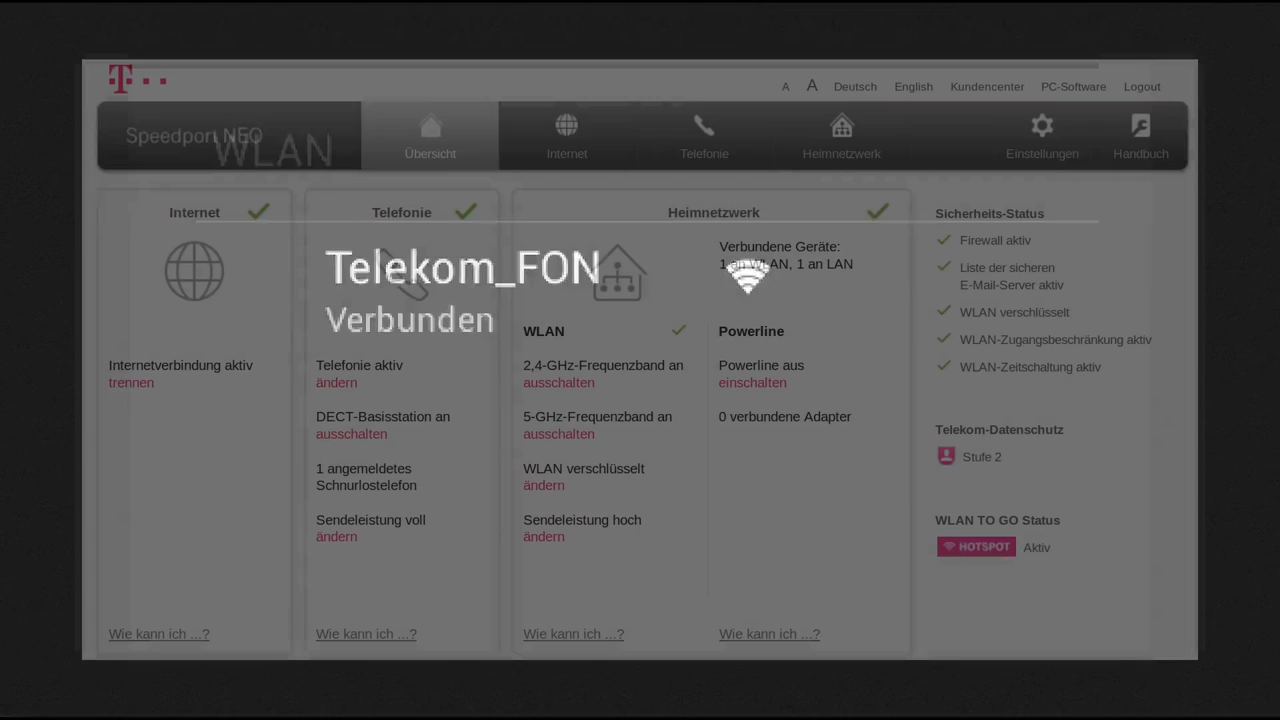 T
A A Deutsch English Kundencenter PC-Software Logout
Speedport NEO
WLAN
Übersicht Internet Telefonie Heimnetzwerk Einstellungen Handbuch
Internet
Internetverbindung aktiv
trennen
Wie kann ich ...?
Telefonie
Telefonie aktiv
ändern
DECT-Basisstation an
ausschalten
1 angemeldetes
Schnurlostelefon
Sendeleistung voll
ändern
Wie kann ich ...?
Telekom_FON
Verbunden
Heimnetzwerk
Verbundene Geräte:
1 an WLAN, 1 an LAN
WLAN
2,4-GHz-Frequenzband an
ausschalten
5-GHz-Frequenzband an
ausschalten
WLAN verschlüsselt
ändern
Sendeleistung hoch
ändern
Wie kann ich ...?
Powerline
Powerline aus
einschalten
0 verbundene Adapter
Wie kann ich ...?
Sicherheits-Status
Firewall aktiv
Liste der sicheren
E-Mail-Server aktiv
WLAN verschlüsselt
WLAN-Zugangsbeschränkung aktiv
WLAN-Zeitschaltung aktiv
Telekom-Datenschutz
Stufe 2
WLAN TO GO Status
HOTSPOT Aktiv